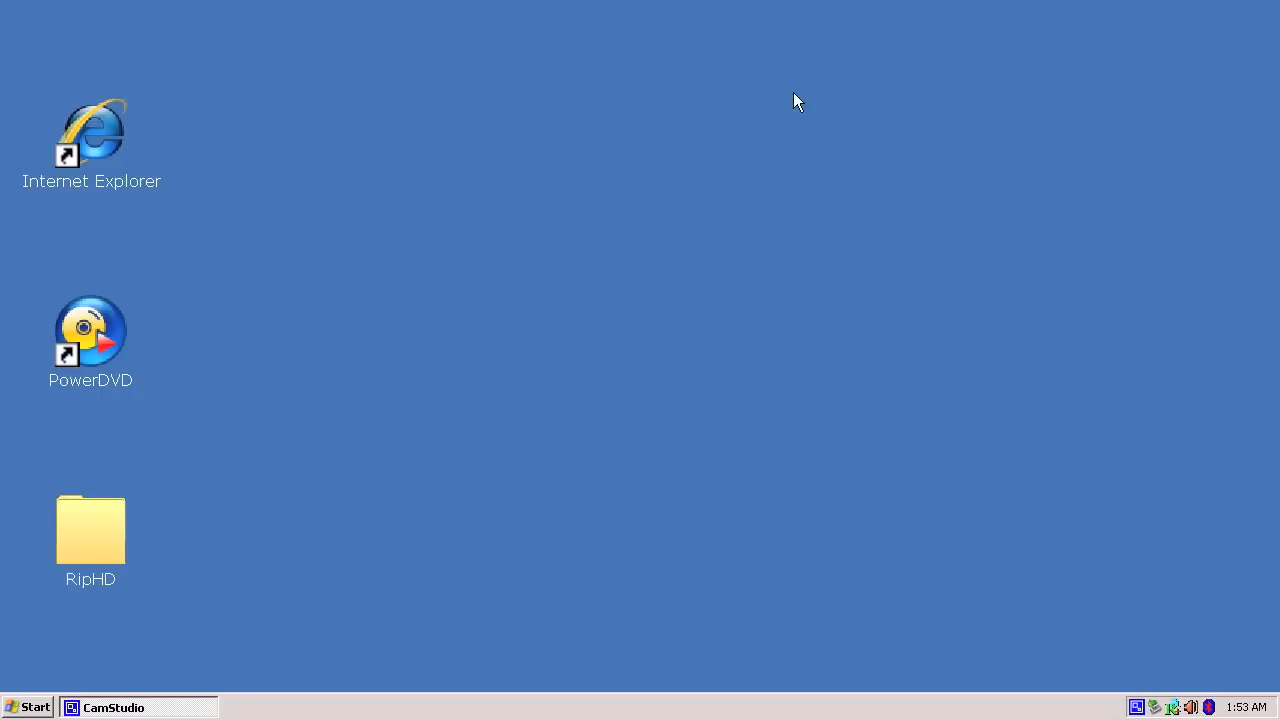 Internet Explorer
PowerDVD
RipHD
Start
CamStudio
1:53 AM